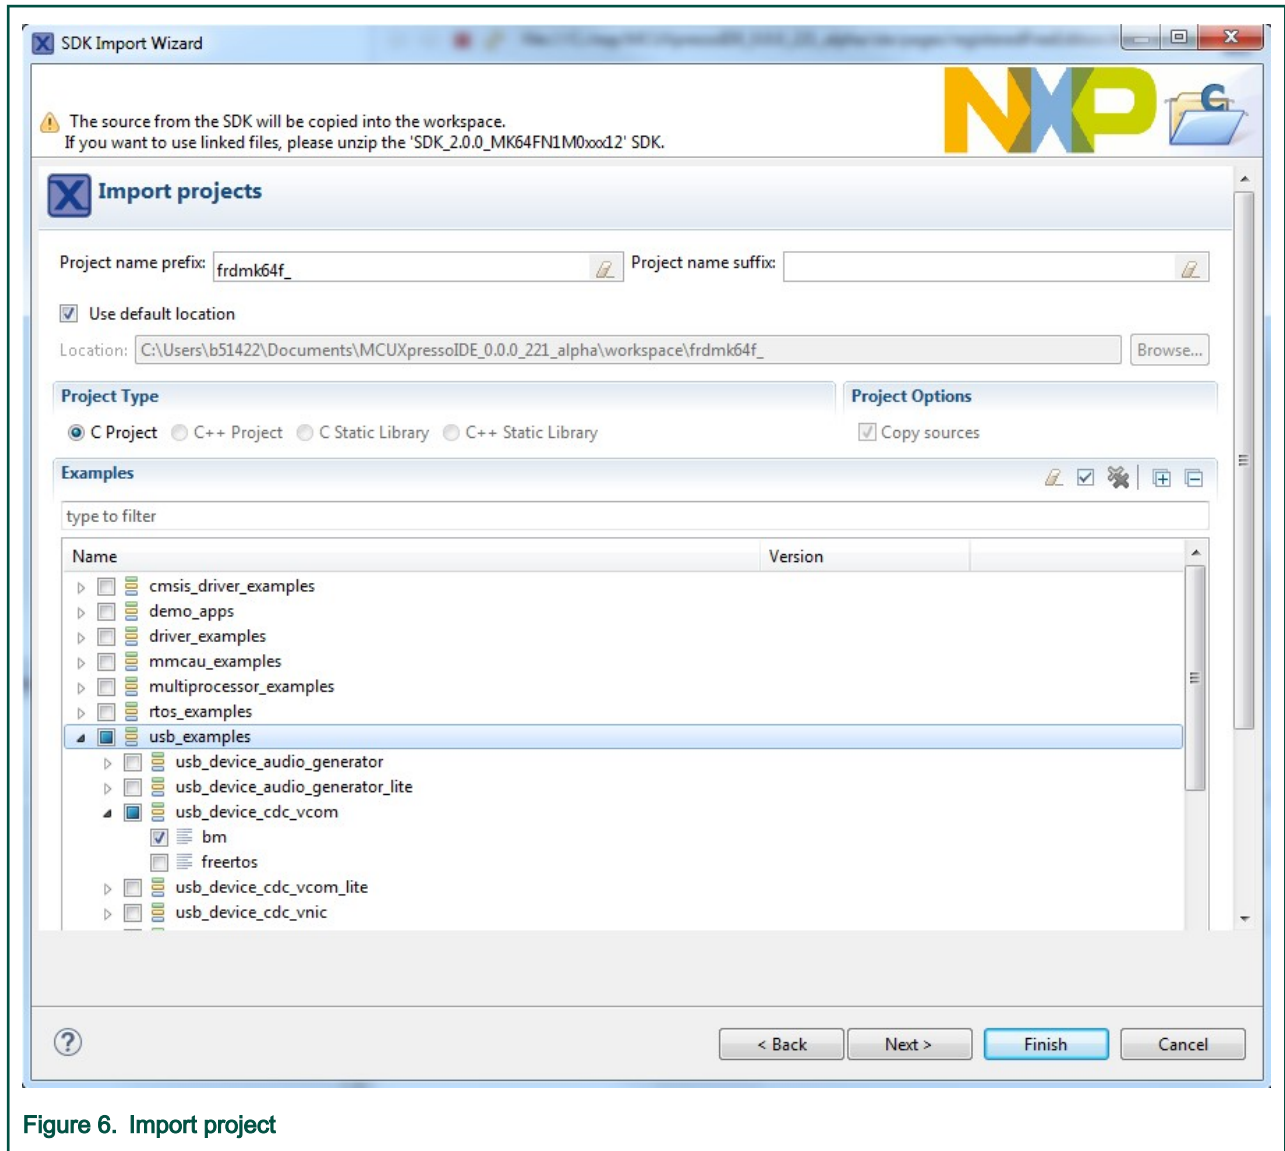 SDK Import Wizard
The source from the SDK will be copied into the workspace.
If you want to use linked files, please unzip the 'SDK_2.0.0_MK64FN1M0xxx12' SDK.
NXP
C
X Import projects
Project name prefix: frdmk64f_ Project name suffix:
Use default location
Location: C:\Users\b51422\Documents\MCUXpressoIDE_0.0.0_221_alpha\workspace\frdmk64f_ Browse...
Project Type Project Options
C Project C++ Project C Static Library C++ Static Library Copy sources
Examples
type to filter
Name Version
cmsis_driver_examples
demo_apps
driver_examples
mmcau_examples
multiprocessor_examples
rtos_examples
usb_examples
usb_device_audio_generator
usb_device_audio_generator_lite
usb_device_cdc_vcom
bm
freertos
usb_device_cdc_vcom_lite
usb_device_cdc_vnic
? < Back Next > Finish Cancel
Figure 6. Import project